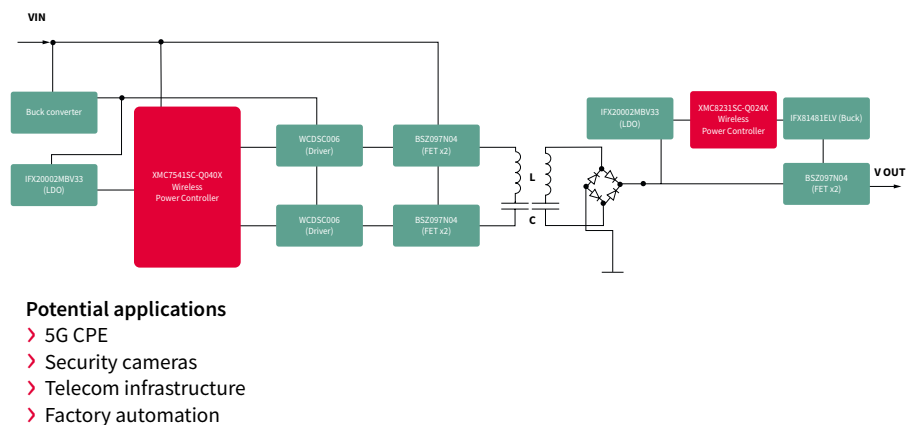 VIN
Buck converter
IFX20002MBV33
(LDO)
XMC7541SC-Q040X
Wireless
Power Controller
WCDSC006
(Driver)
WCDSC006
(Driver)
BSZ097N04
(FET x2)
BSZ097N04
(FET x2)
L
C
IFX20002MBV33
(LDO)
XMC8231SC-Q024X
Wireless
Power Controller
IFX81481ELV (Buck)
BSZ097N04
(FET x2)
V OUT
Potential applications
5G CPE
Security cameras
Telecom infrastructure
Factory automation